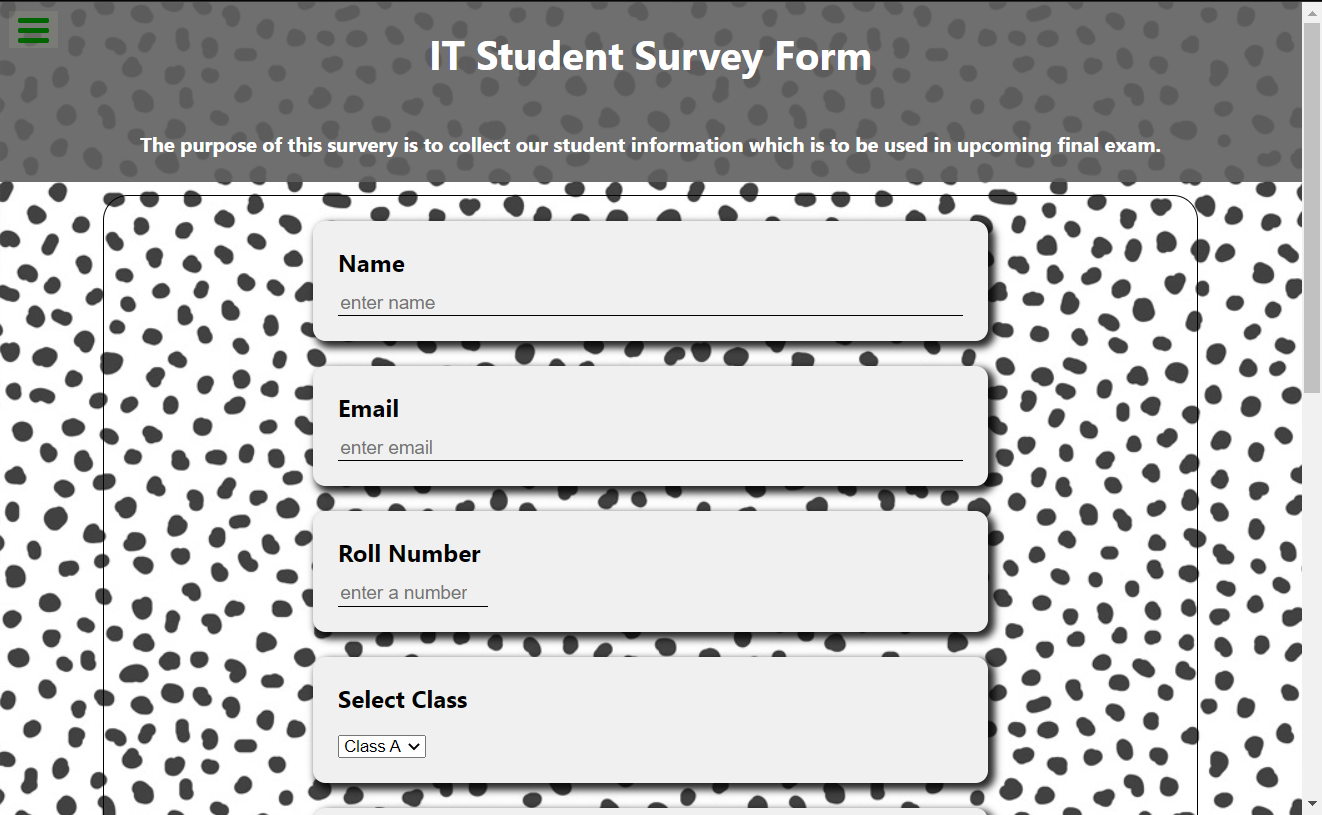 IT Student Survey Form
The purpose of this survery is to collect our student information which is to be used in upcoming final exam.
Name
enter name
Email
enter email
Roll Number
enter a number
Select Class
Class A